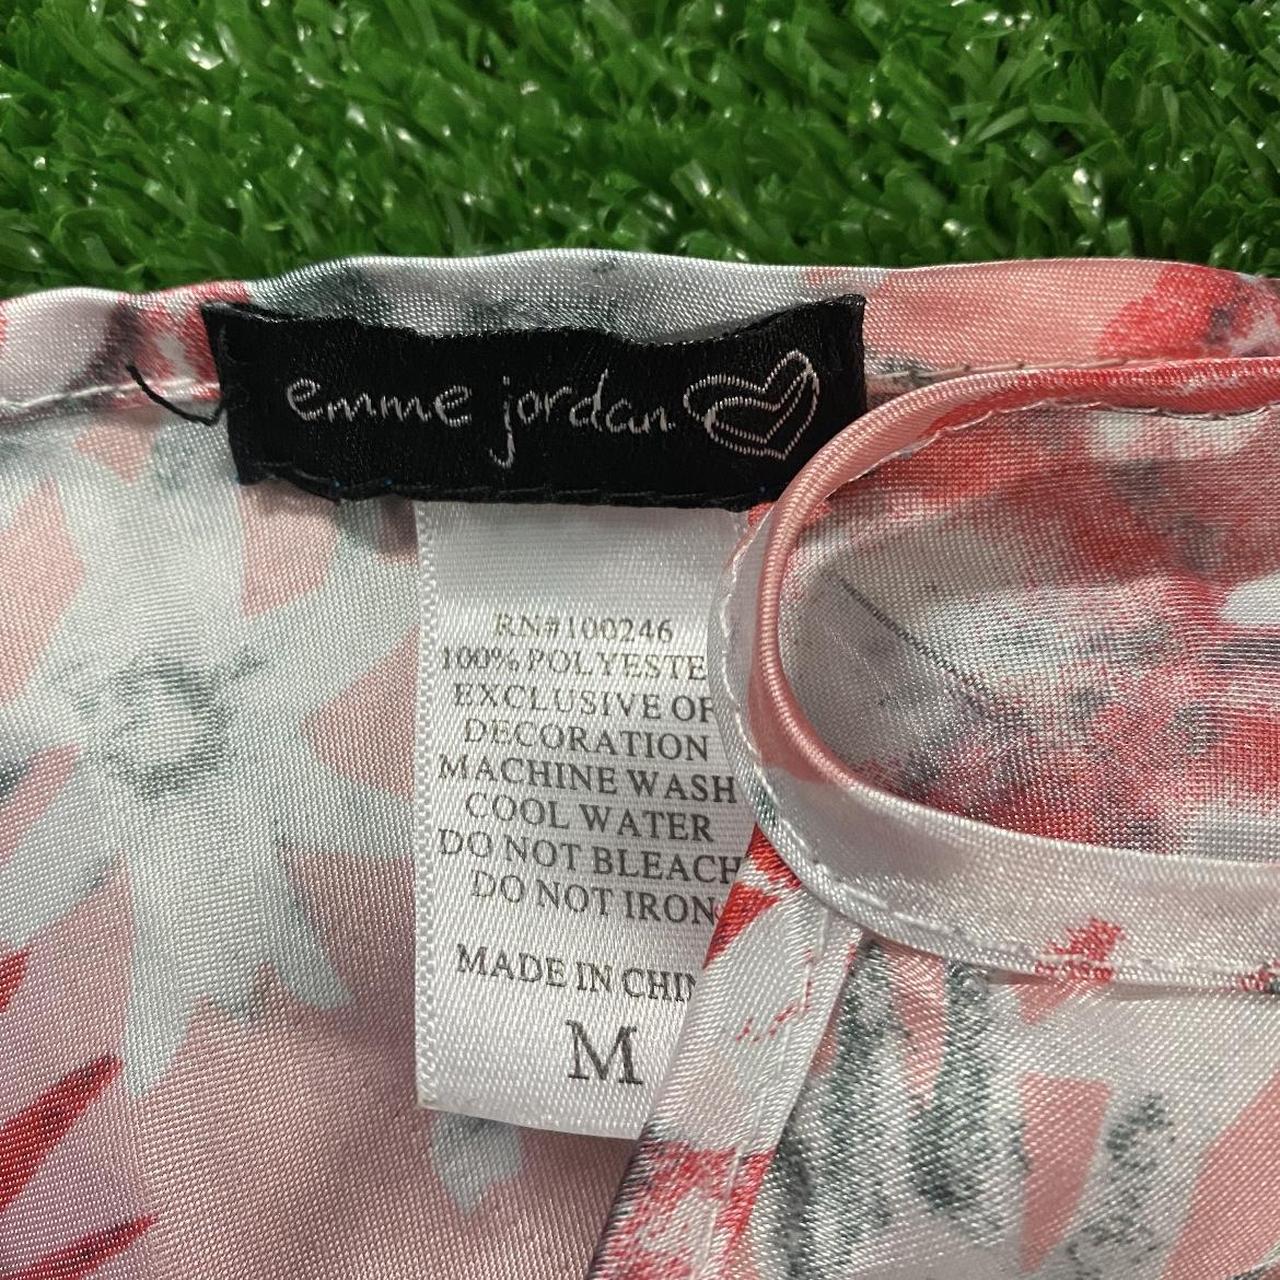 emme jordan
RN#100246
100% POLYESTE
EXCLUSIVE OF
DECORATION
MACHINE WASH
COOL WATER
DO NOT BLEACH
DO NOT IRON
MADE IN CHIN
M